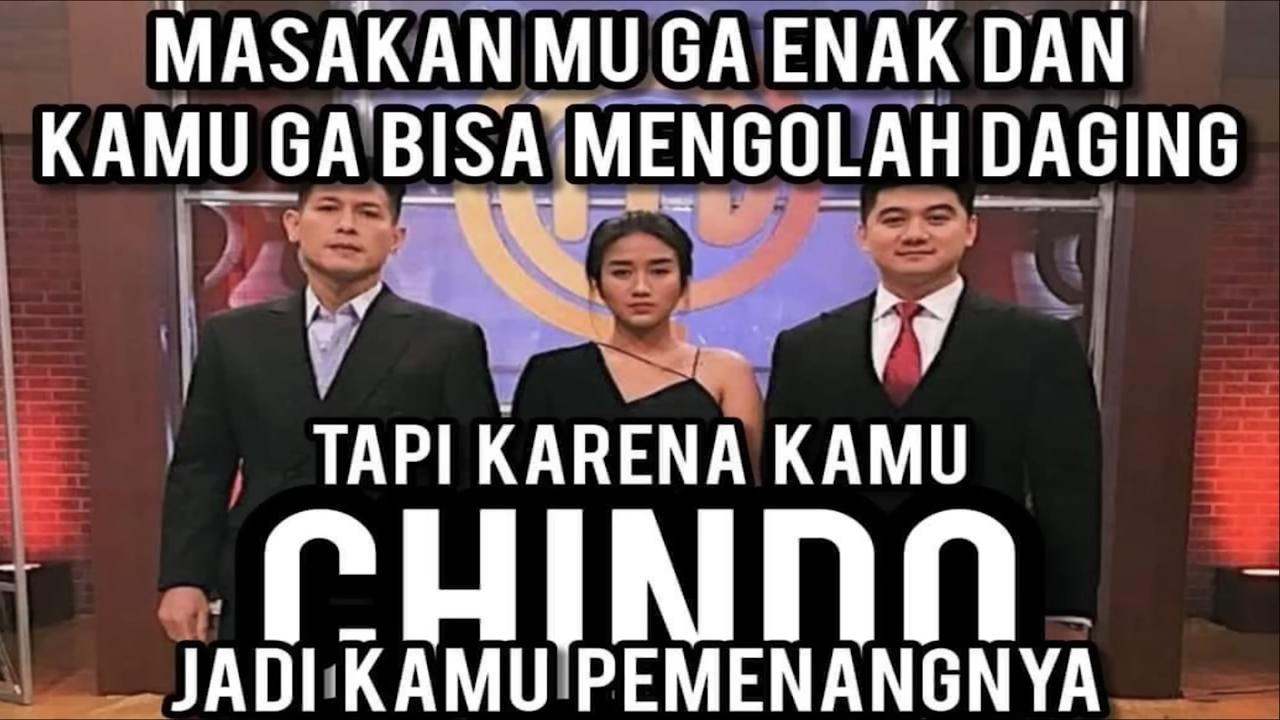 MASAKAN MU GA ENAK DAN
KAMU GA BISA MENGOLAH DAGING
TAPI KARENA KAMU
CHINDO
JADI KAMU PEMENANGNYA